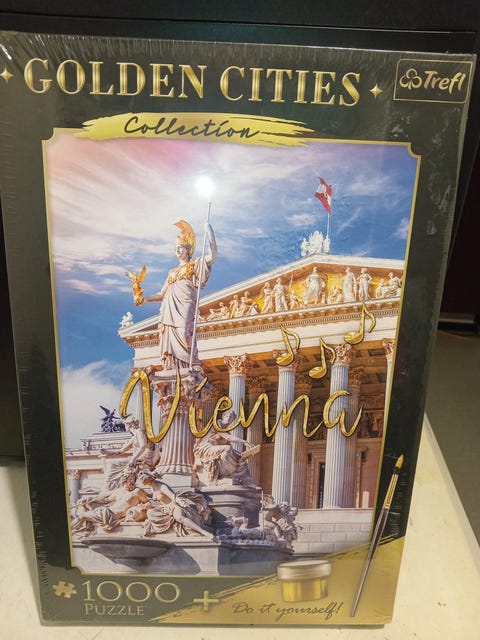 GOLDEN CITIES
Trefl
Collection
Vienna
1000
PUZZLE
+
Do it yourself!